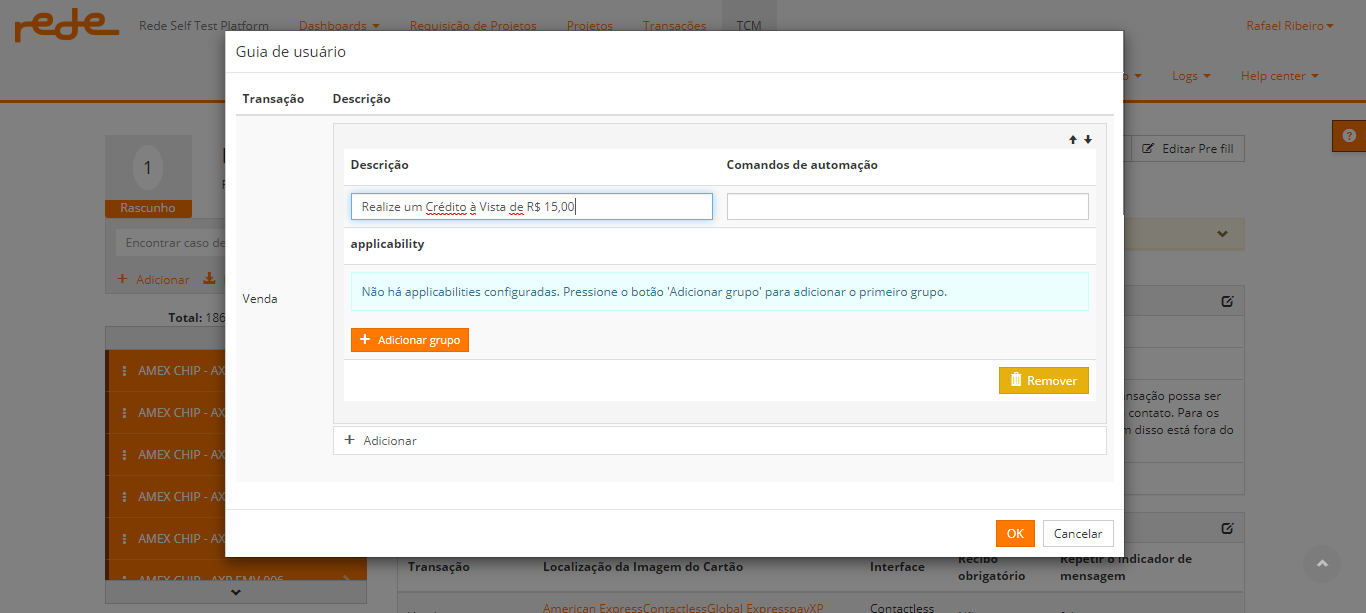 rede Rede Self Test Platform Dashboards Requisição de Projetos Projetos Transações TCM Rafael Ribeiro
Logs Help center
Guia de usuário
Transação Descrição
1
Rascunho
Encontrar caso de
Adicionar
Total: 186
AMEX CHIP - AX
AMEX CHIP - AX
AMEX CHIP - AX
AMEX CHIP - AX
AMEX CHIP - AX
AMEX CHIP - AXP EMV 006
Venda
Descrição Comandos de automação
Realize um Crédito à Vista de R$ 15,00
applicability
Não há applicabilities configuradas. Pressione o botão 'Adicionar grupo' para adicionar o primeiro grupo.
+ Adicionar grupo
Remover
+ Adicionar
OK Cancelar
Editar Pre fill
ansação possa ser
contato. Para os
m disso está fora do
Transação Localização da Imagem do Cartão Interface Recibo obrigatório Repetir o indicador de mensagem
American ExpressContactlessGlobal ExpresspayXP Contactless